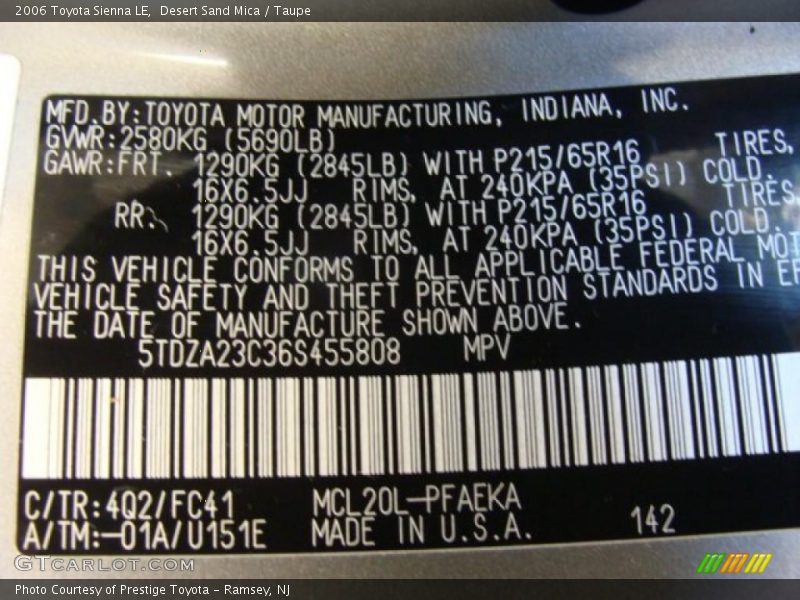 2006 Toyota Sienna LE, Desert Sand Mica / Taupe
MFD.BY:TOYOTA MOTOR MANUFACTURING, INDIANA, INC.
GVWR:2580KG (5690LB)
GAWR:FRT. 1290KG (2845LB) WITH P215/65R16 TIRES,
16X6.5JJ RIMS, AT 240KPA (35PSI) COLD.
RR. 1290KG (2845LB) WITH P215/65R16 TIRES,
16X6.5JJ RIMS, AT 240KPA (35PSI) COLD.
THIS VEHICLE CONFORMS TO ALL APPLICABLE FEDERAL MOT
VEHICLE SAFETY AND THEFT PREVENTION STANDARDS IN EF
THE DATE OF MANUFACTURE SHOWN ABOVE.
5TDZA23C36S455808 MPV
C/TR:4Q2/FC41 MCL20L-PFAEKA
A/TM:-01A/U151E MADE IN U.S.A. 142
GTCARLOT.COM
Photo Courtesy of Prestige Toyota - Ramsey, NJ